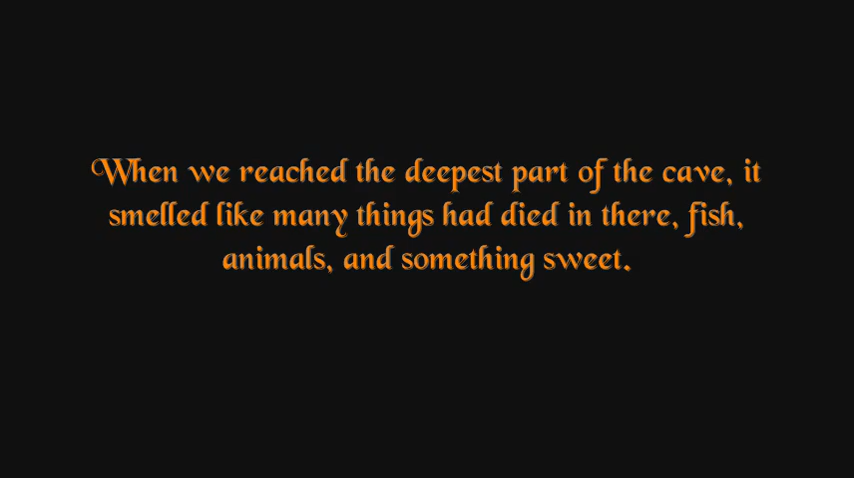 When we reached the deepest part of the cave, it
smelled like many things had died in there, fish,
animals, and something sweet.